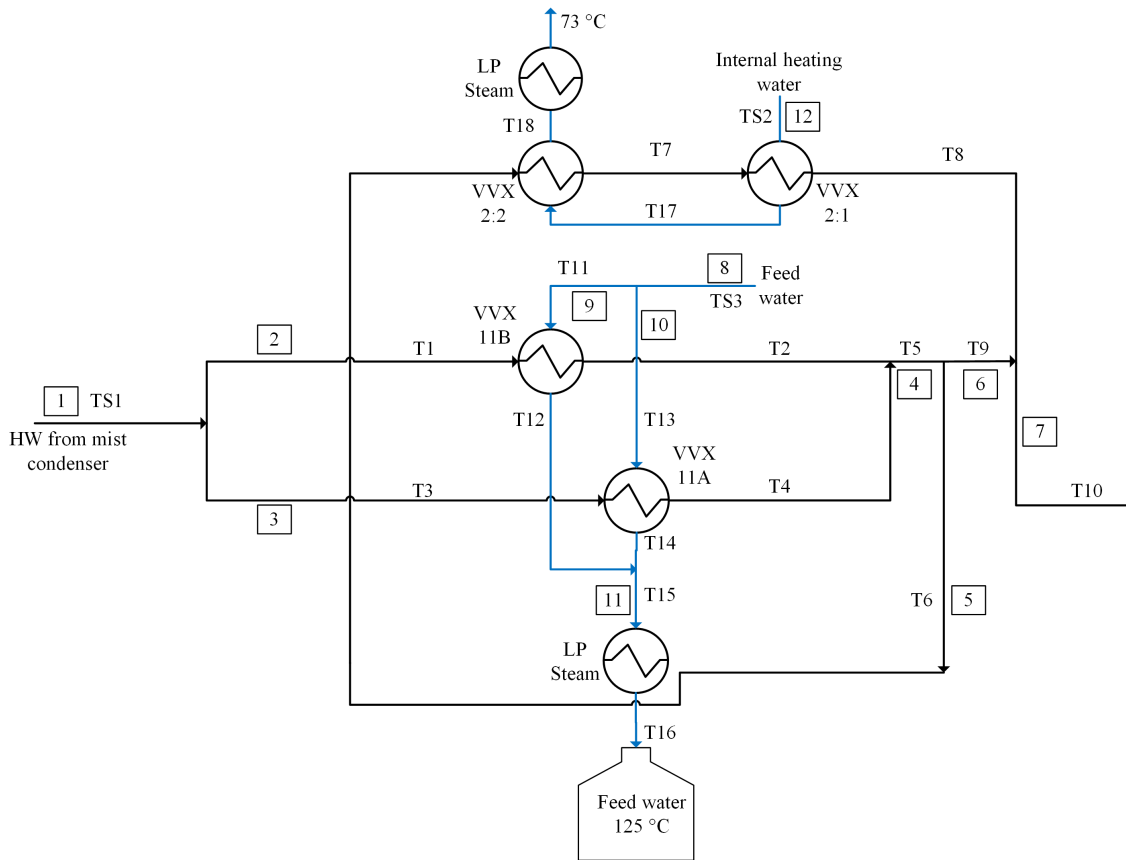 73 °C
LP
Steam
Internal heating
water
T18
TS2
12
T7
T8
VVX
2:2
VVX
2:1
T17
T11
8
Feed
water
TS3
9
10
VVX
11B
2
T1
T2
T5
T9
4
6
1
TS1
HW from mist
condenser
T12
T13
7
VVX
11A
T3
T4
T10
3
T14
11
T15
T6
5
LP
Steam
T16
Feed water
125 °C